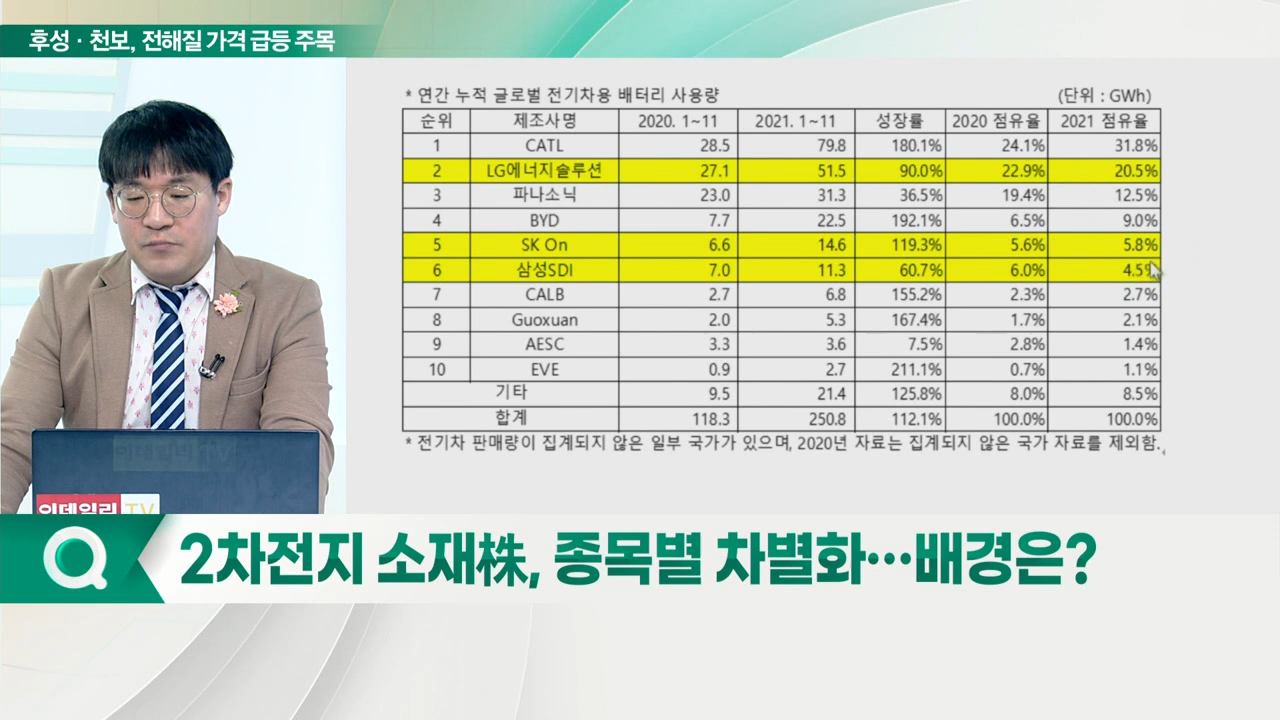 후성·천보, 전해질 가격 급등 주목
* 연간 누적 글로벌 전기차용 배터리 사용량 (단위 : GWh)
순위 제조사명 2020. 1~11 2021. 1~11 성장률 2020 점유율 2021 점유율
1 CATL 28.5 79.8 180.1% 24.1% 31.8%
2 LG에너지솔루션 27.1 51.5 90.0% 22.9% 20.5%
3 파나소닉 23.0 31.3 36.5% 19.4% 12.5%
4 BYD 7.7 22.5 192.1% 6.5% 9.0%
5 SK On 6.6 14.6 119.3% 5.6% 5.8%
6 삼성SDI 7.0 11.3 60.7% 6.0% 4.5%
7 CALB 2.7 6.8 155.2% 2.3% 2.7%
8 Guoxuan 2.0 5.3 167.4% 1.7% 2.1%
9 AESC 3.3 3.6 7.5% 2.8% 1.4%
10 EVE 0.9 2.7 211.1% 0.7% 1.1%
기타 9.5 21.4 125.8% 8.0% 8.5%
합계 118.3 250.8 112.1% 100.0% 100.0%
* 전기차 판매량이 집계되지 않은 일부 국가가 있으며, 2020년 자료는 집계되지 않은 국가 자료를 제외함.
이데일리 TV
2차전지 소재株, 종목별 차별화…배경은?